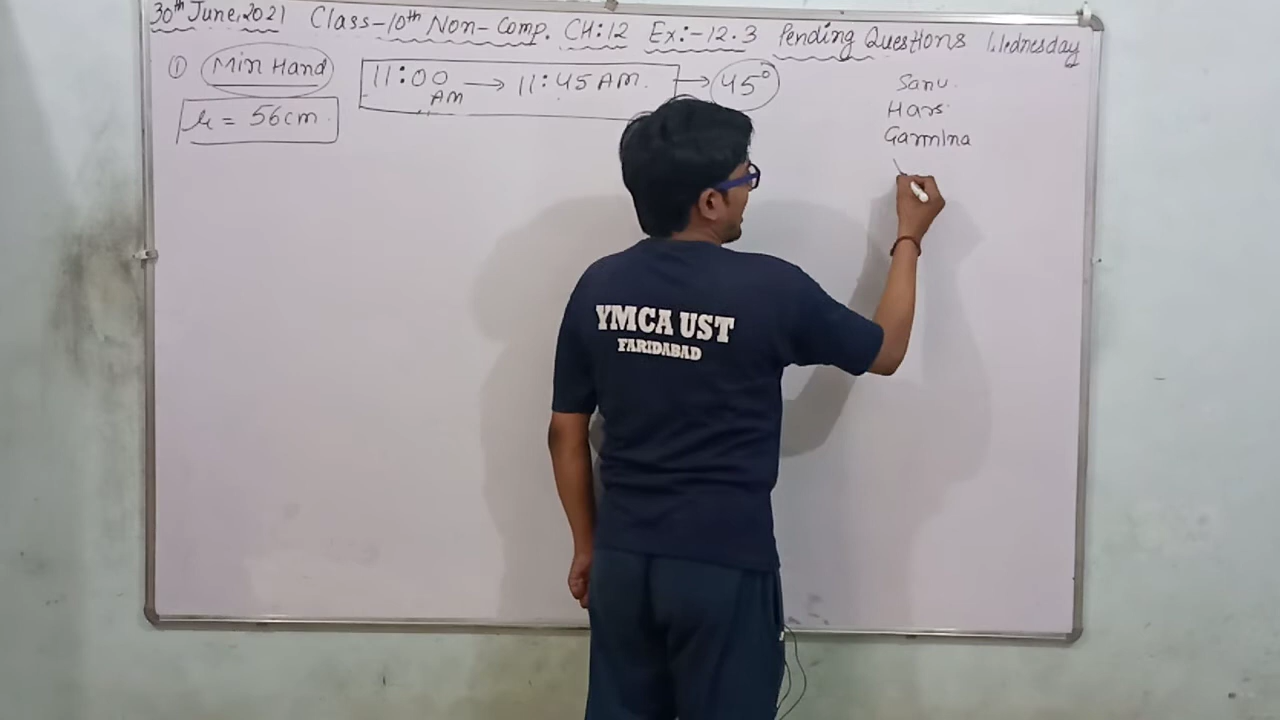 30th June, 2021 Class-10th Non-Comp. CH:12 Ex:-12.3 Pending Questions Wednesday
① Min Hand 11:00 AM → 11:45 AM. → 45°
r = 56cm.
Sanu.
Hars
Garmina
YMCA UST
FARIDABAD